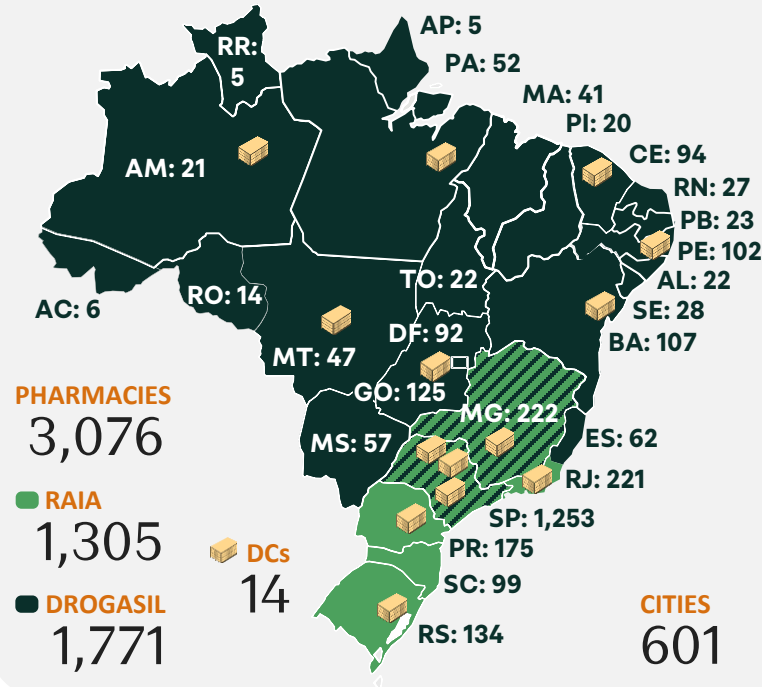 AP: 5
RR:
5
PA: 52
MA: 41
PI: 20
CE: 94
AM: 21
RN: 27
PB: 23
PE: 102
TO: 22
AL: 22
RO: 14
AC: 6
SE: 28
DF: 92
BA: 107
MT: 47
GO: 125
PHARMACIES
3,076
MG: 222
MS: 57
ES: 62
RJ: 221
RAIA
1,305
SP: 1,253
PR: 175
DCs
14
SC: 99
DROGASIL
1,771
CITIES
601
RS: 134